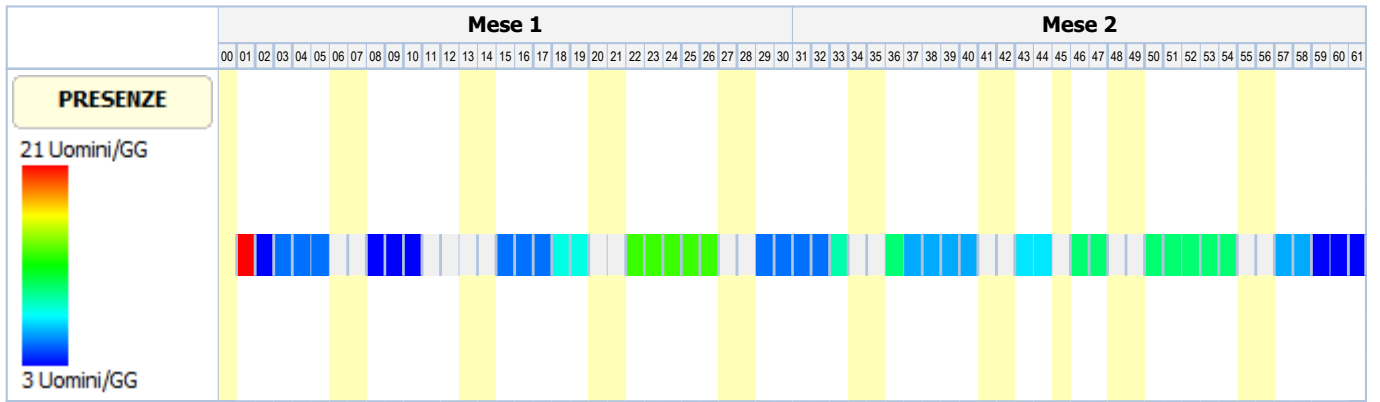 Mese 1 Mese 2
00 01 02 03 04 05 06 07 08 09 10 11 12 13 14 15 16 17 18 19 20 21 22 23 24 25 26 27 28 29 30 31 32 33 34 35 36 37 38 39 40 41 42 43 44 45 46 47 48 49 50 51 52 53 54 55 56 57 58 59 60 61
PRESENZE
21 Uomini/GG
3 Uomini/GG